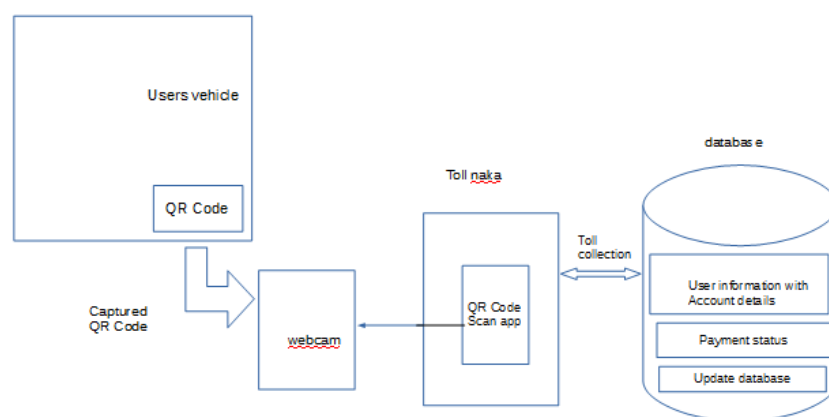 Users vehicle
QR Code
Captured
QR Code
webcam
Toll naka
QR Code
Scan app
Toll
collection
database
User information with
Account details
Payment status
Update database